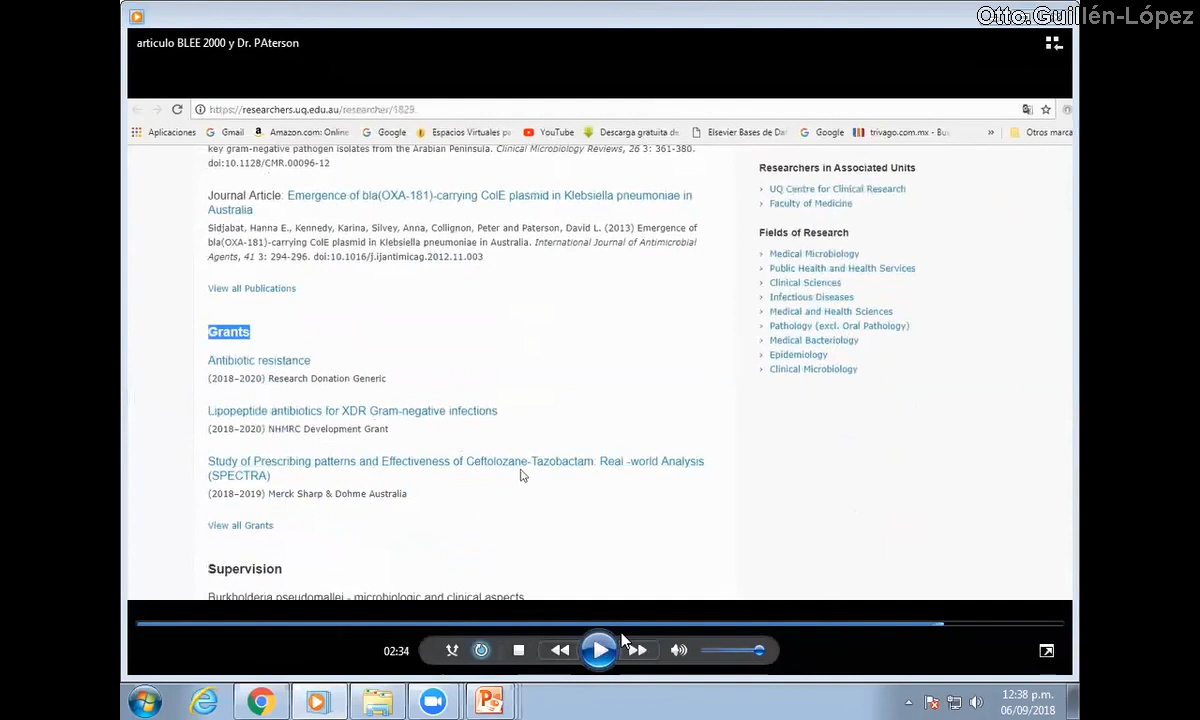 Otto.Guillén-López
articulo BLEE 2000 y Dr. PAterson
https://researchers.uq.edu.au/researcher/1829
Aplicaciones Gmail Amazon.com: Online Google Espacios Virtuales pa YouTube Descarga gratuita de Elsevier Bases de Da Google trivago.com.mx - Bu » Otros marca
key gram-negative pathogen isolates from the Arabian Peninsula. Clinical Microbiology Reviews, 26 3: 361-380.
doi:10.1128/CMR.00096-12
Journal Article: Emergence of bla(OXA-181)-carrying ColE plasmid in Klebsiella pneumoniae in
Australia
Sidjabat, Hanna E., Kennedy, Karina, Silvey, Anna, Collignon, Peter and Paterson, David L. (2013) Emergence of
bla(OXA-181)-carrying ColE plasmid in Klebsiella pneumoniae in Australia. International Journal of Antimicrobial
Agents, 41 3: 294-296. doi:10.1016/j.ijantimicag.2012.11.003
View all Publications
Grants
Antibiotic resistance
(2018–2020) Research Donation Generic
Lipopeptide antibiotics for XDR Gram-negative infections
(2018–2020) NHMRC Development Grant
Study of Prescribing patterns and Effectiveness of Ceftolozane-Tazobactam. Real -world Analysis
(SPECTRA)
(2018–2019) Merck Sharp & Dohme Australia
View all Grants
Supervision
Burkholderia pseudomallei - microbiologic and clinical aspects
Researchers in Associated Units
UQ Centre for Clinical Research
Faculty of Medicine
Fields of Research
Medical Microbiology
Public Health and Health Services
Clinical Sciences
Infectious Diseases
Medical and Health Sciences
Pathology (excl. Oral Pathology)
Medical Bacteriology
Epidemiology
Clinical Microbiology
02:34
12:38 p.m.
06/09/2018